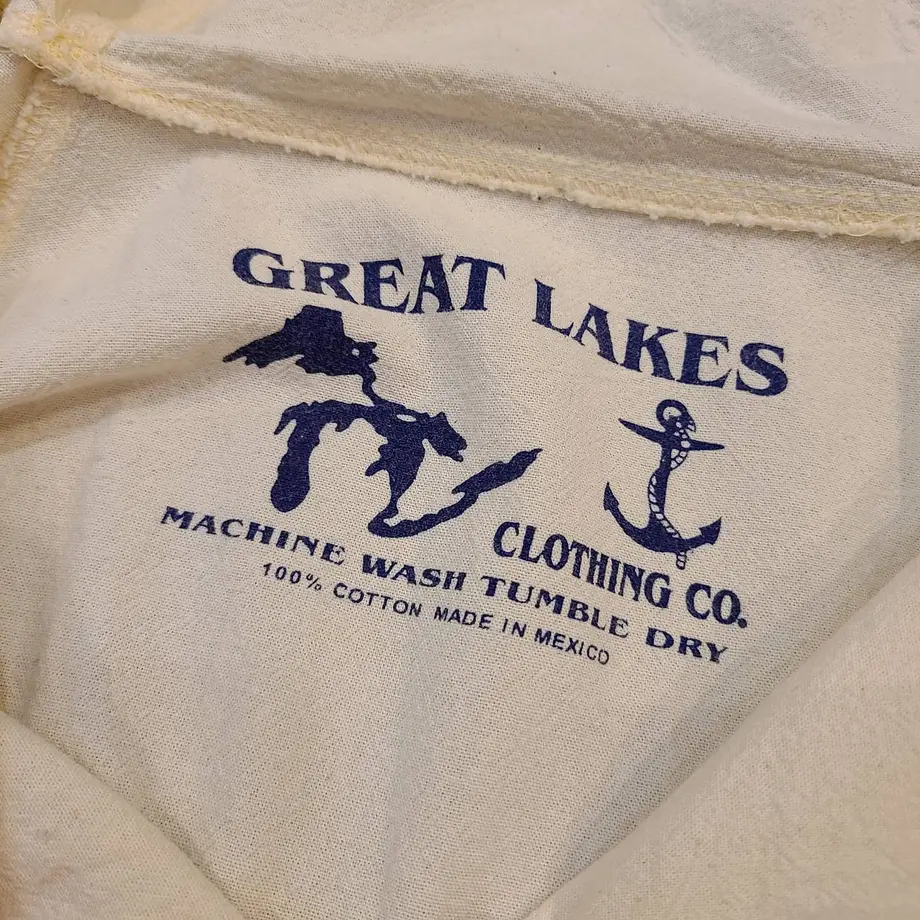 GREAT LAKES
CLOTHING CO.
MACHINE WASH TUMBLE DRY
100% COTTON MADE IN MEXICO